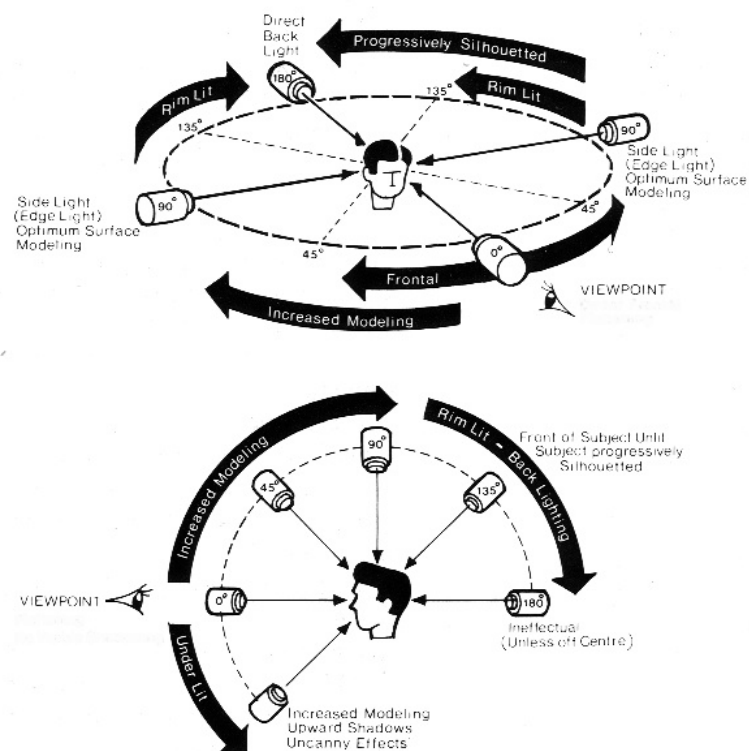 Direct
Back
Light
Progressively Silhouetted
180°
Rim Lit
Rim Lit
135°
135°
90°
Side Light
(Edge Light)
Optimum Surface
Modeling
Side Light
(Edge Light)
Optimum Surface
Modeling
90°
45°
45°
0°
Frontal
VIEWPOINT
Increased Modeling
Increased Modeling
Rim Lit - Back Lighting
Front of Subject Unlit
Subject progressively
Silhouetted
90°
45°
135°
VIEWPOINT
0°
180°
Ineffectual
(Unless off Centre)
Under Lit
Increased Modeling
Upward Shadows
Uncanny Effects